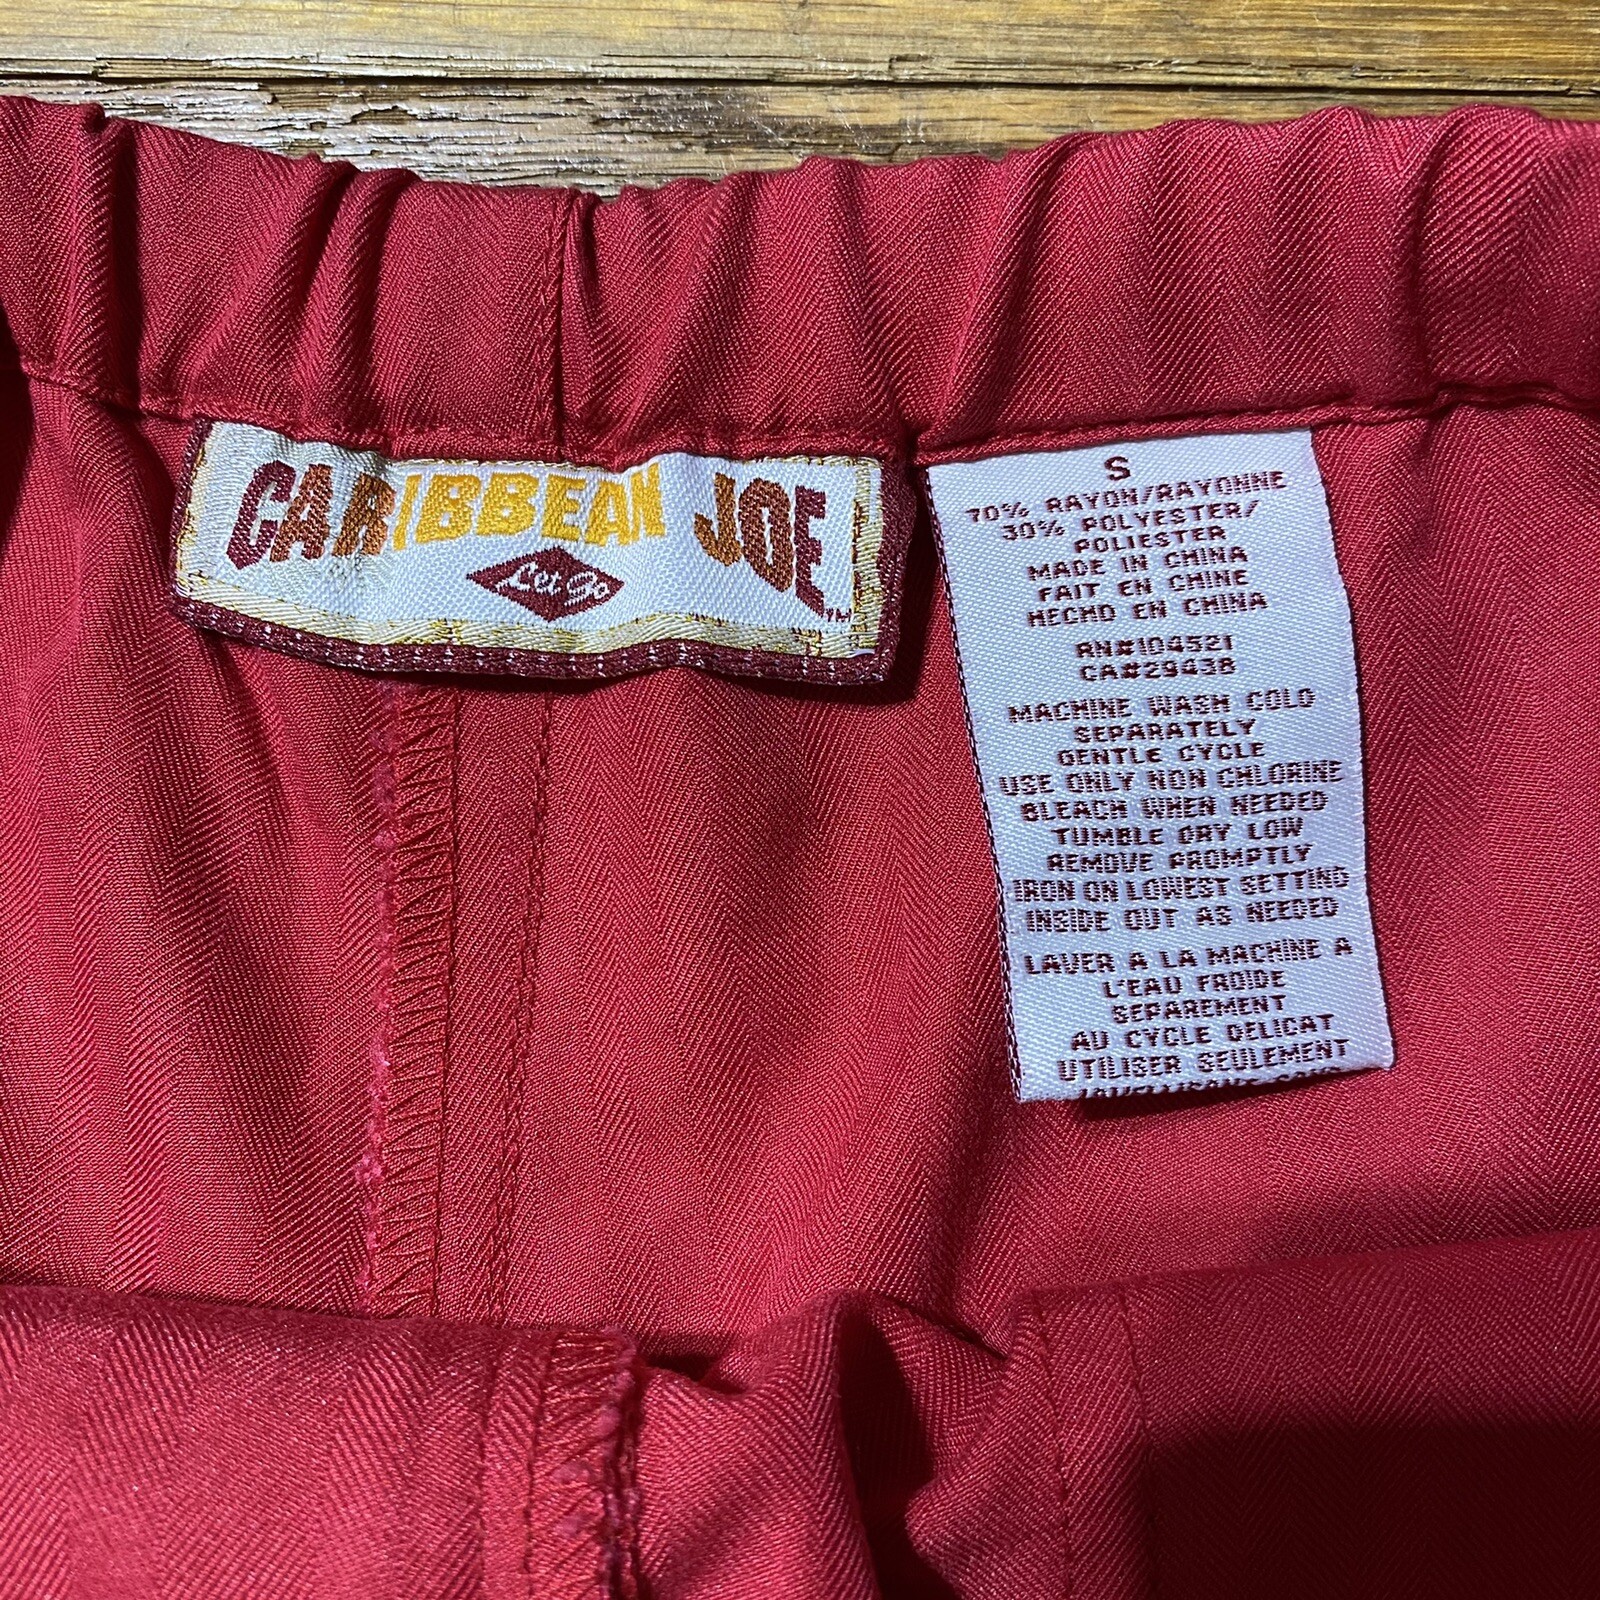 CARIBBEAN JOE
Let's Go
TM
S
70% RAYON/RAYONNE
30% POLYESTER/
POLIESTER
MADE IN CHINA
FAIT EN CHINE
HECHO EN CHINA
RN#104521
CA#29438
MACHINE WASH COLD
SEPARATELY
GENTLE CYCLE
USE ONLY NON CHLORINE
BLEACH WHEN NEEDED
TUMBLE DRY LOW
REMOVE PROMPTLY
IRON ON LOWEST SETTING
INSIDE OUT AS NEEDED
LAVER A LA MACHINE A
L'EAU FROIDE
SEPAREMENT
AU CYCLE DELICAT
UTILISER SEULEMENT